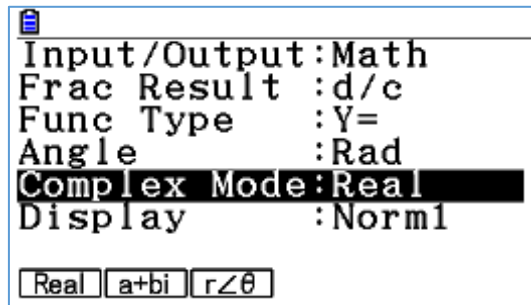 Input/Output:Math
Frac Result :d/c
Func Type :Y=
Angle :Rad
Complex Mode:Real
Display :Norm1
Real a+bi r∠θ